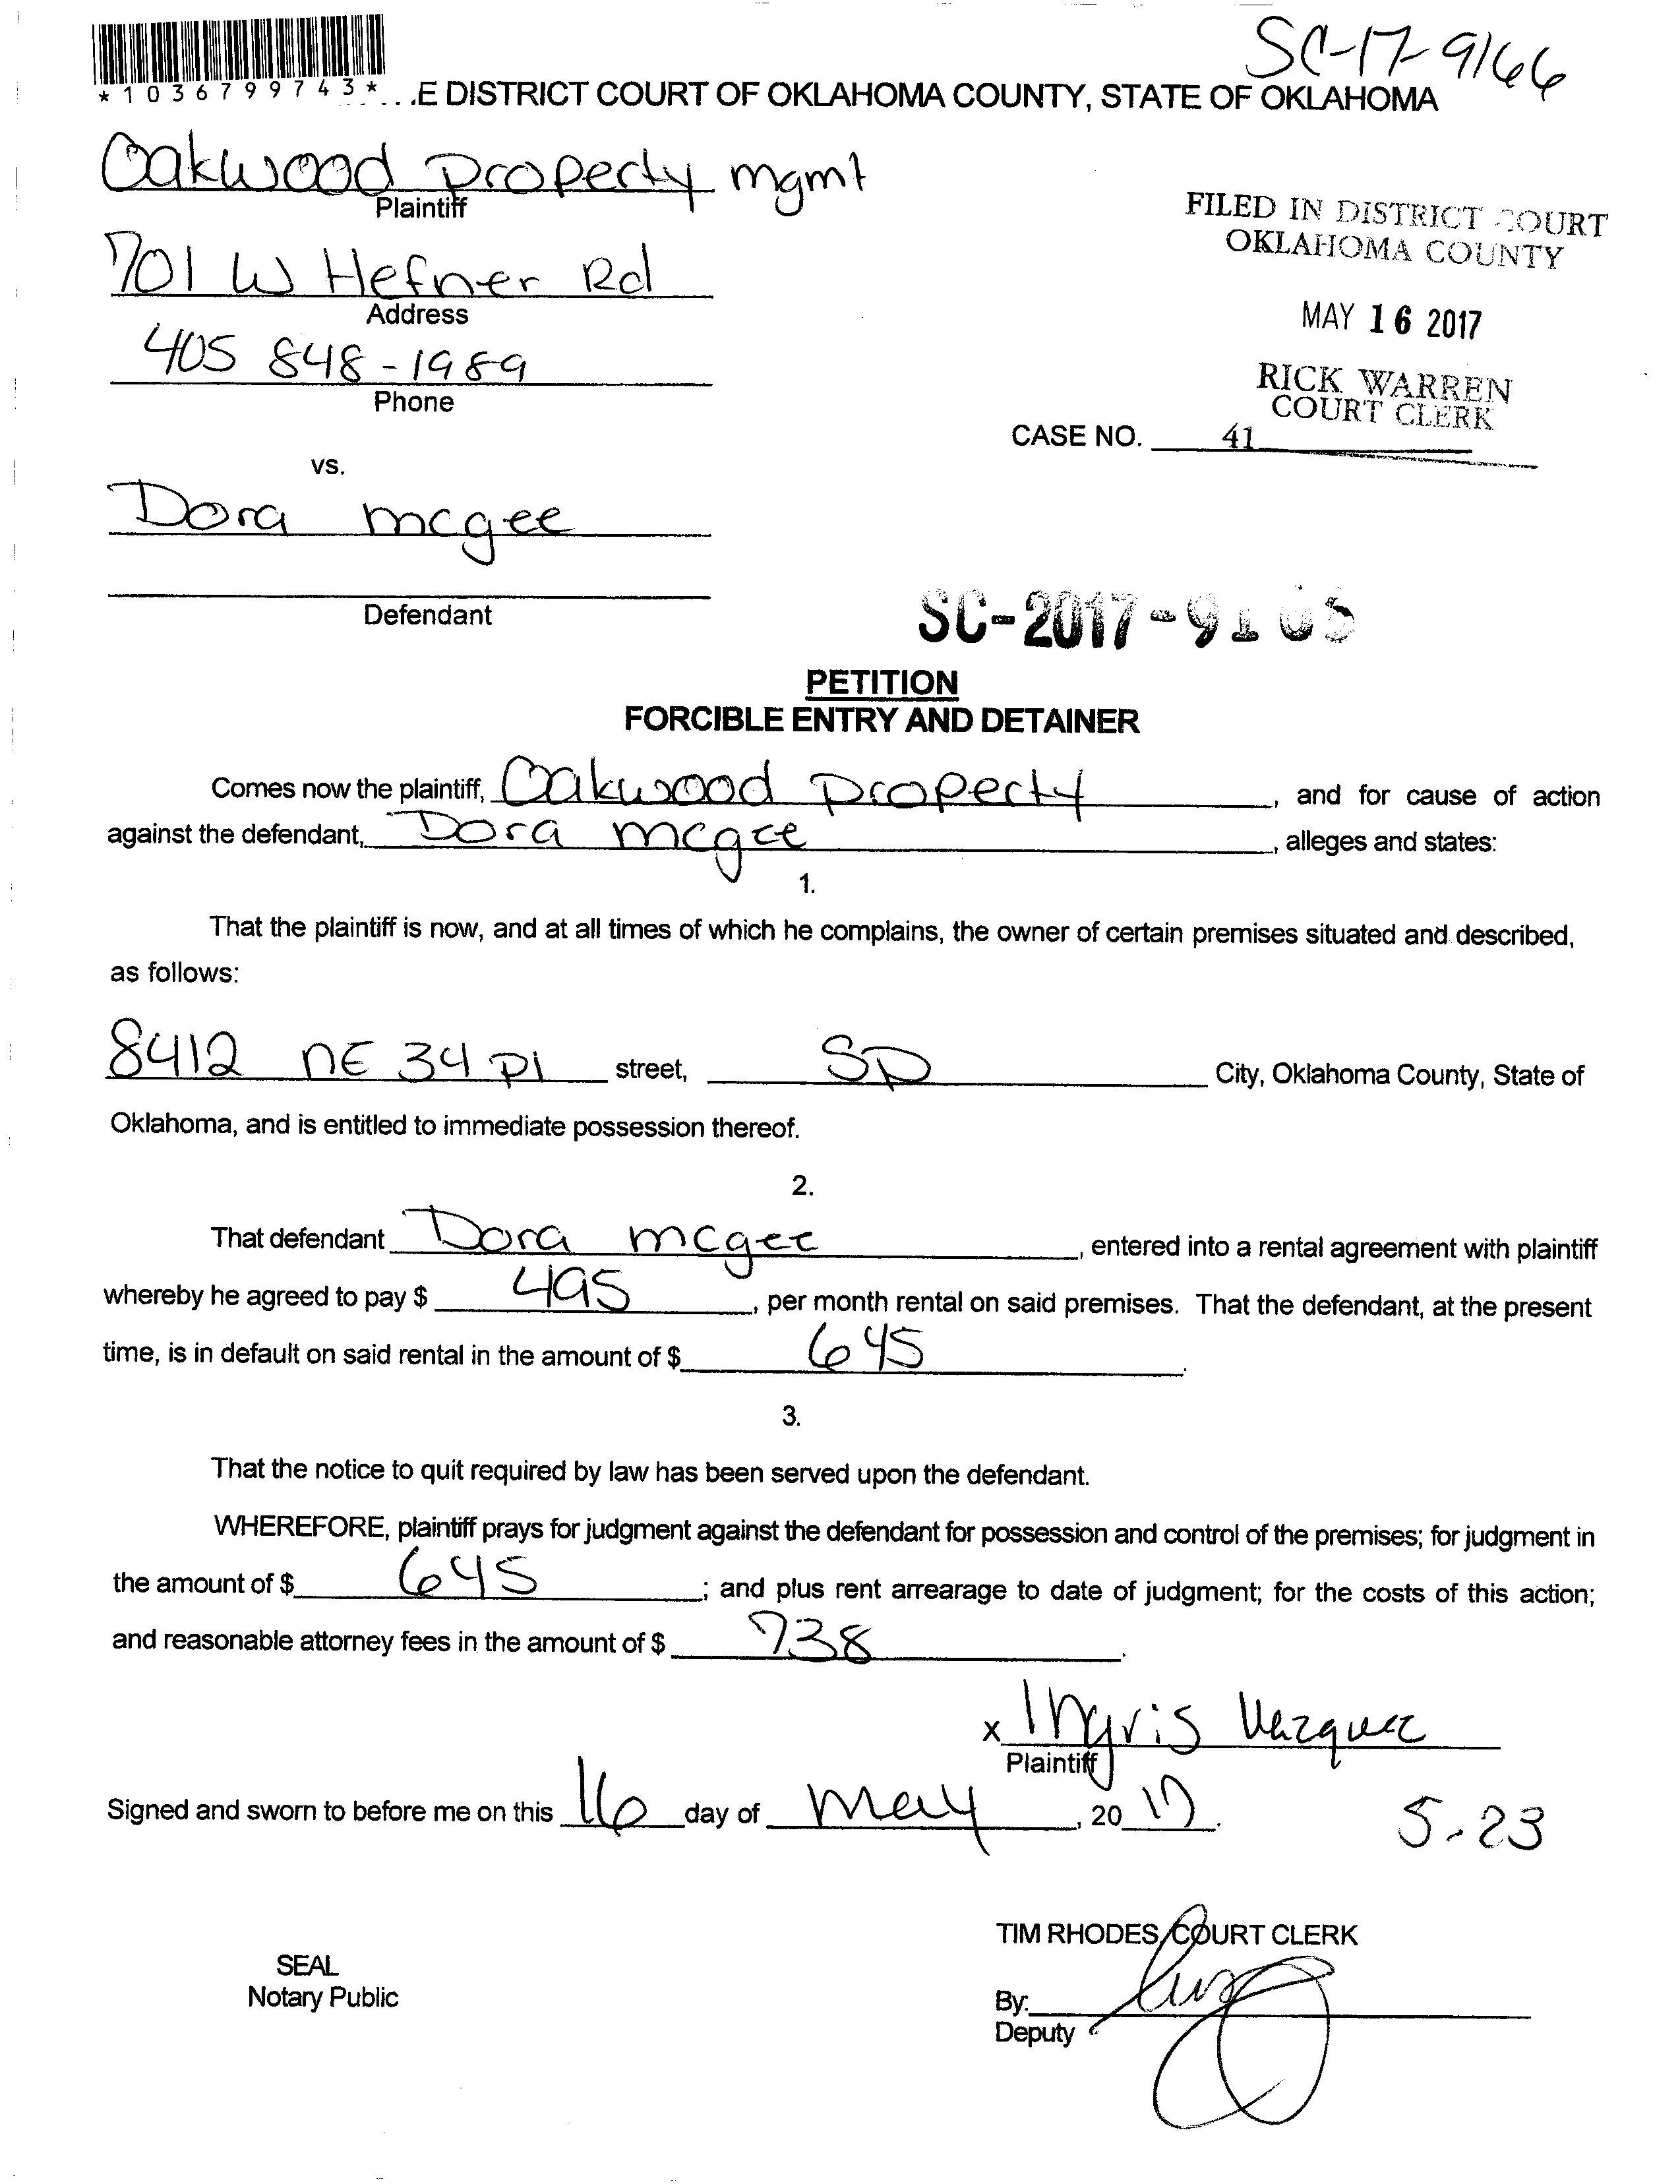 SC-17-9166
*1036799743*
E DISTRICT COURT OF OKLAHOMA COUNTY, STATE OF OKLAHOMA
Oakwood Property mgmt
Plaintiff
701 W Hefner Rd
Address
405 848-1989
Phone
FILED IN DISTRICT COURT
OKLAHOMA COUNTY
MAY 16 2017
RICK WARREN
COURT CLERK
CASE NO. 41
vs.
Dora mcgee
Defendant
SC-2017-91
PETITION
FORCIBLE ENTRY AND DETAINER
Comes now the plaintiff, Oakwood Property, and for cause of action
against the defendant, Dora mcgee, alleges and states:
1.
That the plaintiff is now, and at all times of which he complains, the owner of certain premises situated and described,
as follows:
8412 NE 34 Pl street, SP City, Oklahoma County, State of
Oklahoma, and is entitled to immediate possession thereof.
2.
That defendant Dora mcgee, entered into a rental agreement with plaintiff
whereby he agreed to pay $ 495, per month rental on said premises. That the defendant, at the present
time, is in default on said rental in the amount of $ 645.
3.
That the notice to quit required by law has been served upon the defendant.
WHEREFORE, plaintiff prays for judgment against the defendant for possession and control of the premises; for judgment in
the amount of $ 645; and plus rent arrearage to date of judgment; for the costs of this action;
and reasonable attorney fees in the amount of $ 738.
x Ingris Vazquez
Plaintiff
Signed and sworn to before me on this 16 day of may, 20 17.
5-23
TIM RHODES, COURT CLERK
SEAL
Notary Public
By:
Deputy